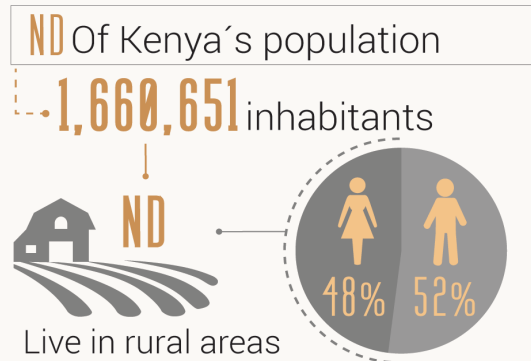 ND Of Kenya´s population
1,660,651 inhabitants
ND
48% 52%
Live in rural areas